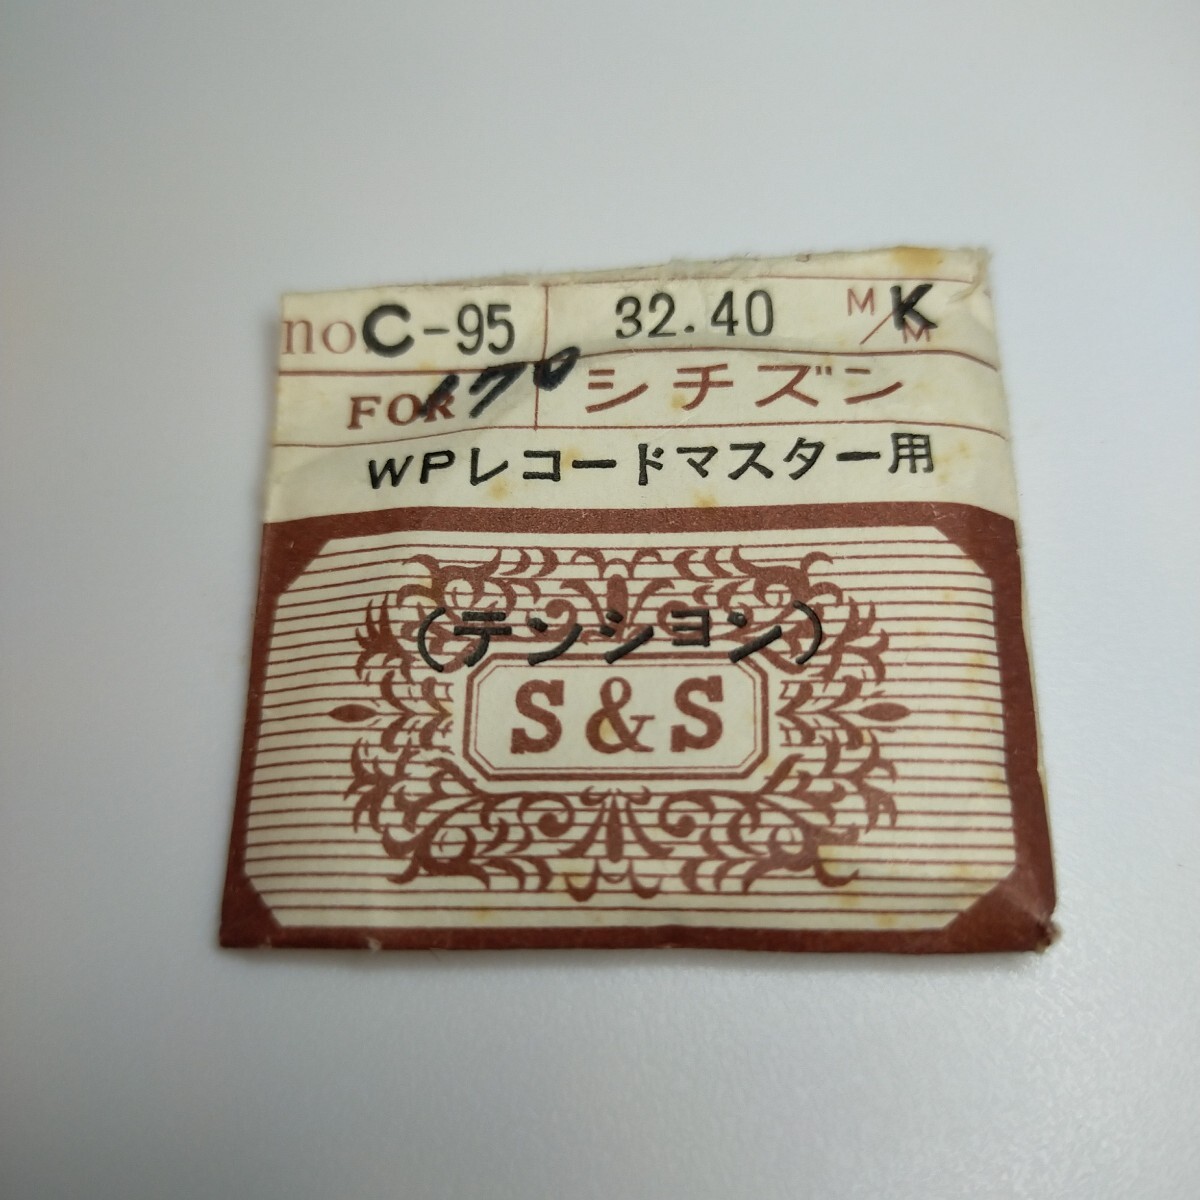 no. C-95 32.40 M/M K
FOR 170 シチズン
WPレコードマスター用
(テンション)
S&S